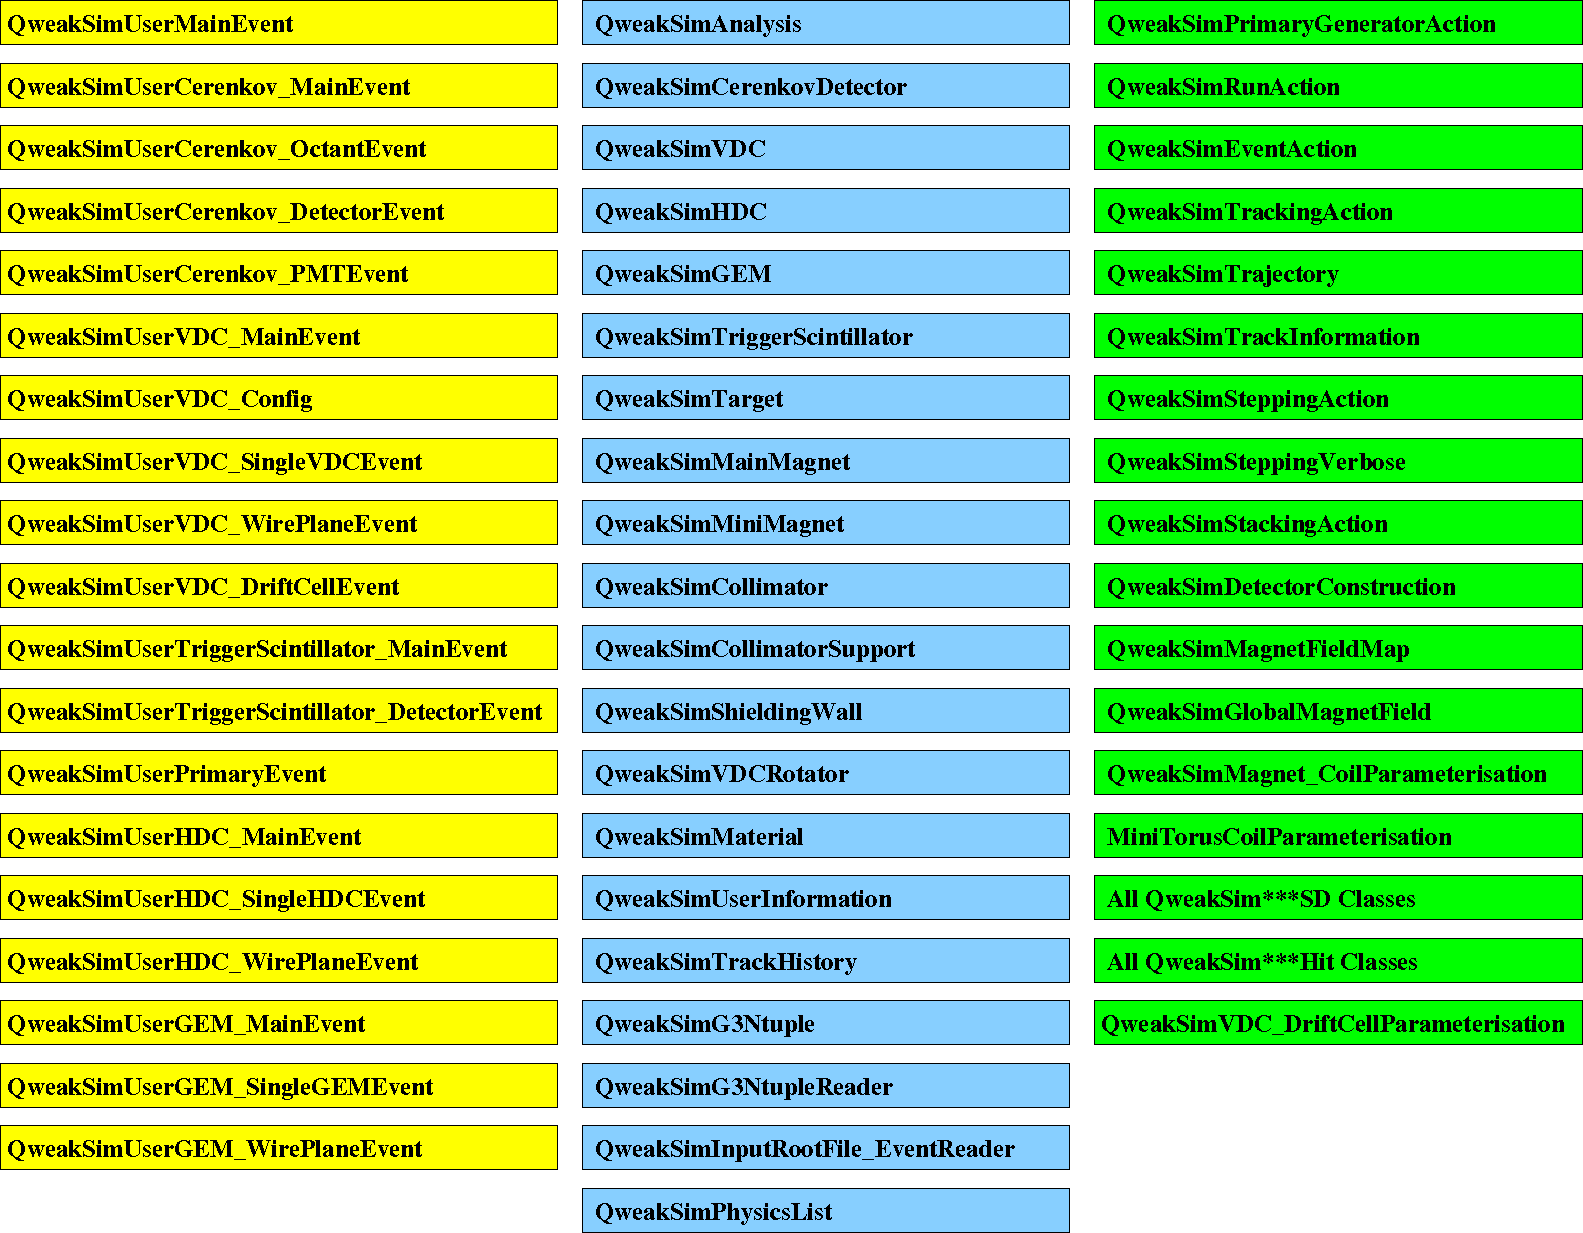 QweakSimUserMainEvent
QweakSimUserCerenkov_MainEvent
QweakSimUserCerenkov_OctantEvent
QweakSimUserCerenkov_DetectorEvent
QweakSimUserCerenkov_PMTEvent
QweakSimUserVDC_MainEvent
QweakSimUserVDC_Config
QweakSimUserVDC_SingleVDCEvent
QweakSimUserVDC_WirePlaneEvent
QweakSimUserVDC_DriftCellEvent
QweakSimUserTriggerScintillator_MainEvent
QweakSimUserTriggerScintillator_DetectorEvent
QweakSimUserPrimaryEvent
QweakSimUserHDC_MainEvent
QweakSimUserHDC_SingleHDCEvent
QweakSimUserHDC_WirePlaneEvent
QweakSimUserGEM_MainEvent
QweakSimUserGEM_SingleGEMEvent
QweakSimUserGEM_WirePlaneEvent
QweakSimAnalysis
QweakSimCerenkovDetector
QweakSimVDC
QweakSimHDC
QweakSimGEM
QweakSimTriggerScintillator
QweakSimTarget
QweakSimMainMagnet
QweakSimMiniMagnet
QweakSimCollimator
QweakSimCollimatorSupport
QweakSimShieldingWall
QweakSimVDCRotator
QweakSimMaterial
QweakSimUserInformation
QweakSimTrackHistory
QweakSimG3Ntuple
QweakSimG3NtupleReader
QweakSimInputRootFile_EventReader
QweakSimPhysicsList
QweakSimPrimaryGeneratorAction
QweakSimRunAction
QweakSimEventAction
QweakSimTrackingAction
QweakSimTrajectory
QweakSimTrackInformation
QweakSimSteppingAction
QweakSimSteppingVerbose
QweakSimStackingAction
QweakSimDetectorConstruction
QweakSimMagnetFieldMap
QweakSimGlobalMagnetField
QweakSimMagnet_CoilParameterisation
MiniTorusCoilParameterisation
All QweakSim***SD Classes
All QweakSim***Hit Classes
QweakSimVDC_DriftCellParameterisation